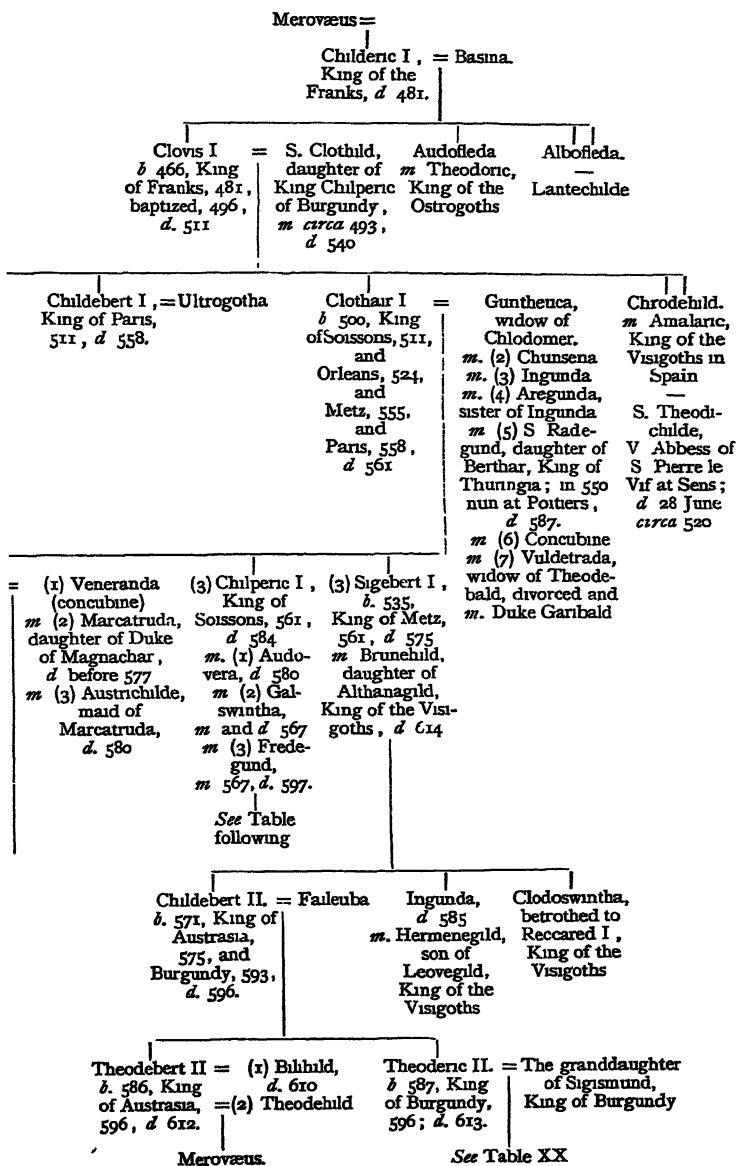 Merovæus=
Childeric I, = Basina.
King of the
Franks, d 481.
Clovis I
b 466, King
of Franks, 481,
baptized, 496,
d. 511
=
S. Clothild,
daughter of
King Chilperic
of Burgundy,
m circa 493,
d 540
Audofleda
m Theodoric,
King of the
Ostrogoths
Albofleda.
—
Lantechilde
Childebert I, = Ultrogotha
King of Paris,
511, d 558.
Clothair I =
b 500, King
of Soissons, 511,
and
Orleans, 524,
and
Metz, 555,
and
Paris, 558,
d 561
Guntheuca,
widow of
Chlodomer.
m. (2) Chunsena
m. (3) Ingunda
m. (4) Aregunda,
sister of Ingunda
m (5) S Rade-
gund, daughter of
Berthar, King of
Thuringia; in 550
nun at Poitiers,
d 587.
m (6) Concubine
m (7) Vuldetrada,
widow of Theode-
bald, divorced and
m. Duke Garibald
Chrodehild.
m Amalaric,
King of the
Visigoths in
Spain
—
S. Theodi-
childe,
V Abbess of
S Pierre le
Vif at Sens;
d 28 June
circa 520
= (1) Veneranda
(concubine)
m (2) Marcatruda,
daughter of Duke
of Magnachar,
d before 577
m (3) Austrichilde,
maid of
Marcatruda,
d. 580
(3) Chilperic I,
King of
Soissons, 561,
d 584
m. (1) Audo-
vera, d 580
m (2) Gal-
swintha,
m and d 567
m (3) Frede-
gund,
m 567, d. 597.
See Table
following
(3) Sigebert I,
b. 535,
King of Metz,
561, d 575
m Brunehild,
daughter of
Althanagild,
King of the Visi-
goths, d 614
Childebert II. = Faileuba
b. 571, King of
Austrasia,
575, and
Burgundy, 593,
d. 596.
Ingunda,
d 585
m. Hermenegild,
son of
Leovegild,
King of the
Visigoths
Clodoswintha,
betrothed to
Reccared I,
King of the
Visigoths
Theodebert II = (1) Bilihild,
b. 586, King d. 610
of Austrasia, =(2) Theodehild
596, d 612.
Merovæus.
Theoderic II. = The granddaughter
b 587, King of Sigismund,
of Burgundy, King of Burgundy
596; d. 613.
See Table XX